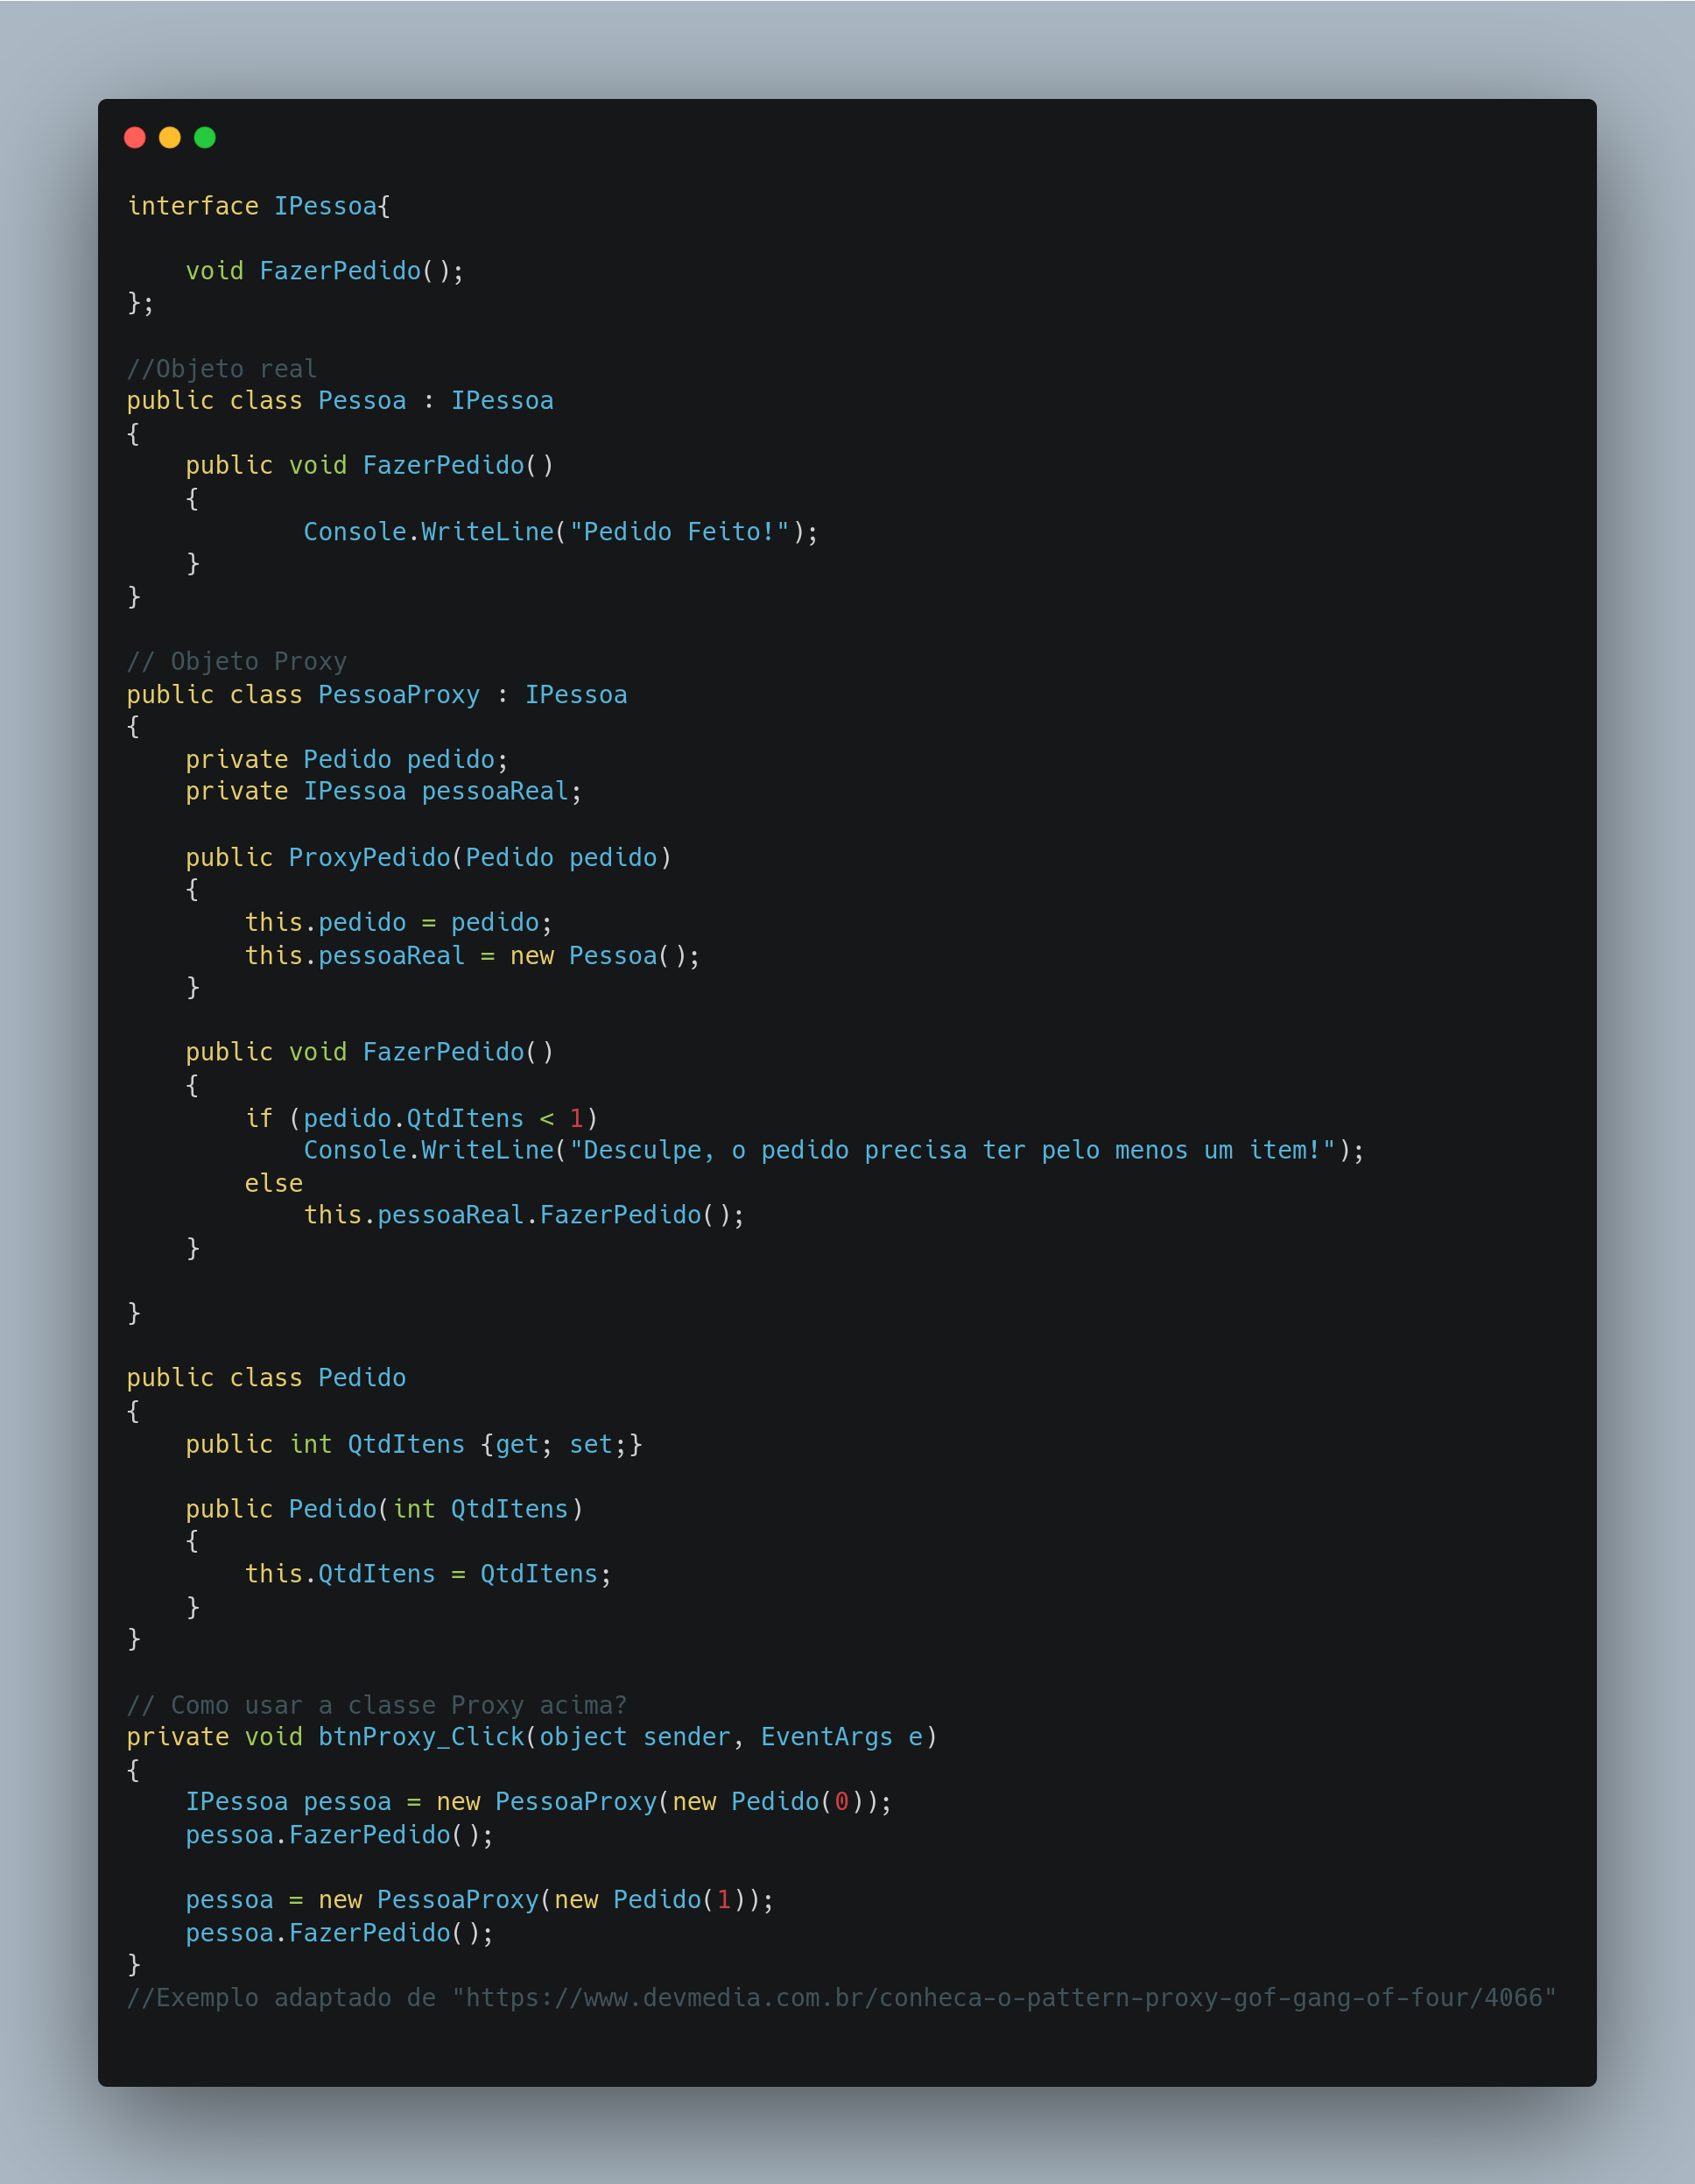 interface IPessoa{
    void FazerPedido();
};
//Objeto real
public class Pessoa : IPessoa
{
    public void FazerPedido()
    {
            Console.WriteLine("Pedido Feito!");
    }
}
// Objeto Proxy
public class PessoaProxy : IPessoa
{
    private Pedido pedido;
    private IPessoa pessoaReal;
    public ProxyPedido(Pedido pedido)
    {
        this.pedido = pedido;
        this.pessoaReal = new Pessoa();
    }
    public void FazerPedido()
    {
        if (pedido.QtdItens < 1)
            Console.WriteLine("Desculpe, o pedido precisa ter pelo menos um item!");
        else
            this.pessoaReal.FazerPedido();
    }
}
public class Pedido
{
    public int QtdItens {get; set;}
    public Pedido(int QtdItens)
    {
        this.QtdItens = QtdItens;
    }
}
// Como usar a classe Proxy acima?
private void btnProxy_Click(object sender, EventArgs e)
{
    IPessoa pessoa = new PessoaProxy(new Pedido(0));
    pessoa.FazerPedido();
    pessoa = new PessoaProxy(new Pedido(1));
    pessoa.FazerPedido();
}
//Exemplo adaptado de "https://www.devmedia.com.br/conheca-o-pattern-proxy-gof-gang-of-four/4066"